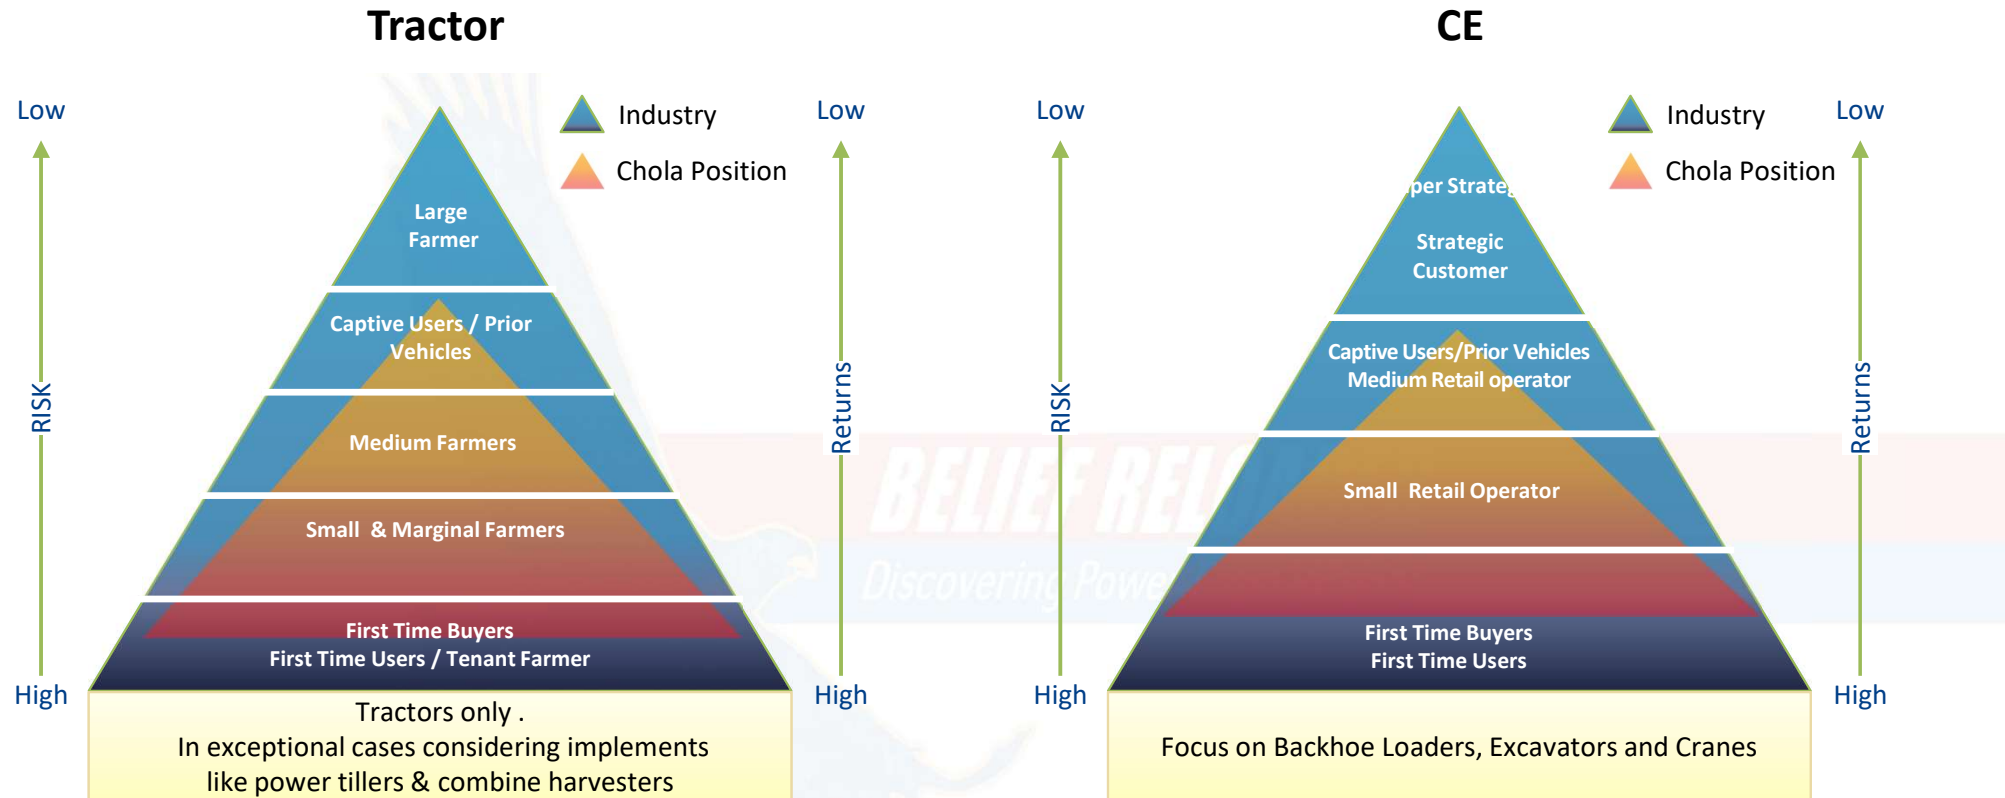 Tractor
Low
Industry
Chola Position
Low
Large
Farmer
Captive Users / Prior
Vehicles
Medium Farmers
Small & Marginal Farmers
First Time Buyers
First Time Users / Tenant Farmer
RISK
Returns
High
High
Tractors only .
In exceptional cases considering implements
like power tillers & combine harvesters
CE
Low
Industry
Chola Position
Low
per Strateg
Strategic
Customer
Captive Users/Prior Vehicles
Medium Retail operator
Small Retail Operator
First Time Buyers
First Time Users
RISK
Returns
High
High
Focus on Backhoe Loaders, Excavators and Cranes
BELIEF
Discovering